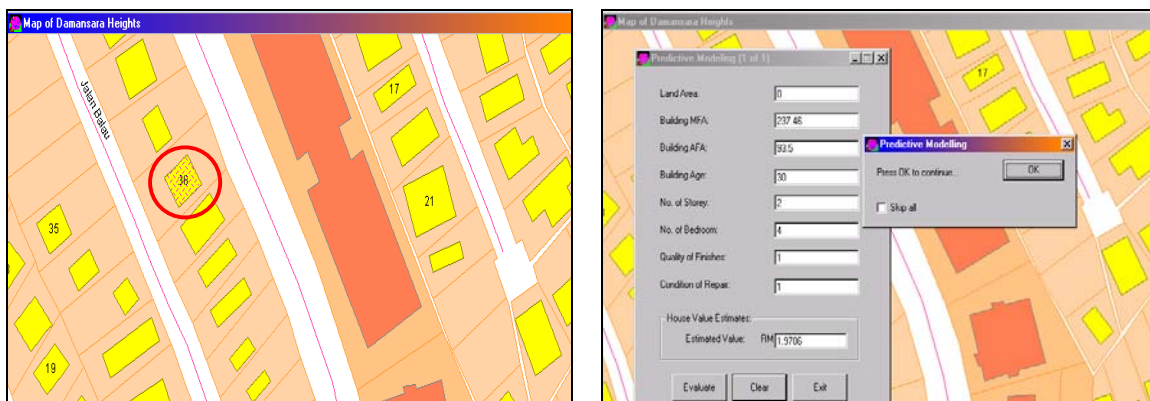 Map of Damansara Heights
Jalan Batau
17
36
21
35
19
Map of Damansara Heights
17
Predictive Modeling (1 of 1)
Land Area: 0
Building MFA: 237.46
Building AFA: 93.5
Building Age: 30
No. of Storey: 2
No. of Bedroom: 4
Quality of Finishes: 1
Condition of Repair: 1
House Value Estimates:
Estimated Value: RM 1.9706
Evaluate Clear Exit
Predictive Modelling
Press OK to continue...
OK
Skip all